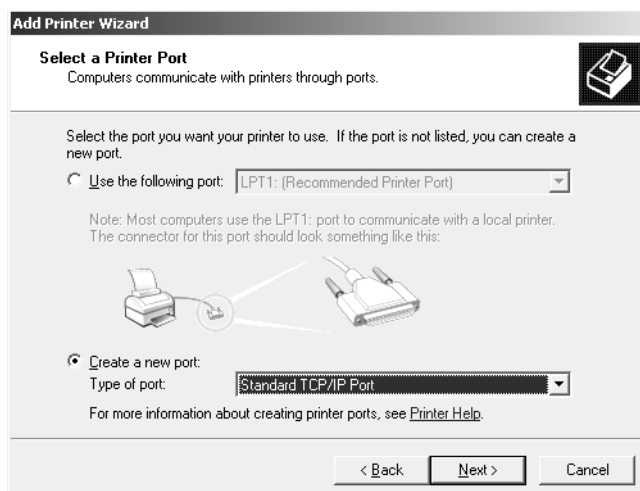 Add Printer Wizard
Select a Printer Port
Computers communicate with printers through ports.
Select the port you want your printer to use.  If the port is not listed, you can create a
new port.
Use the following port: LPT1: (Recommended Printer Port)
Note: Most computers use the LPT1: port to communicate with a local printer.
The connector for this port should look something like this:
Create a new port:
Type of port: Standard TCP/IP Port
For more information about creating printer ports, see Printer Help.
< Back Next > Cancel